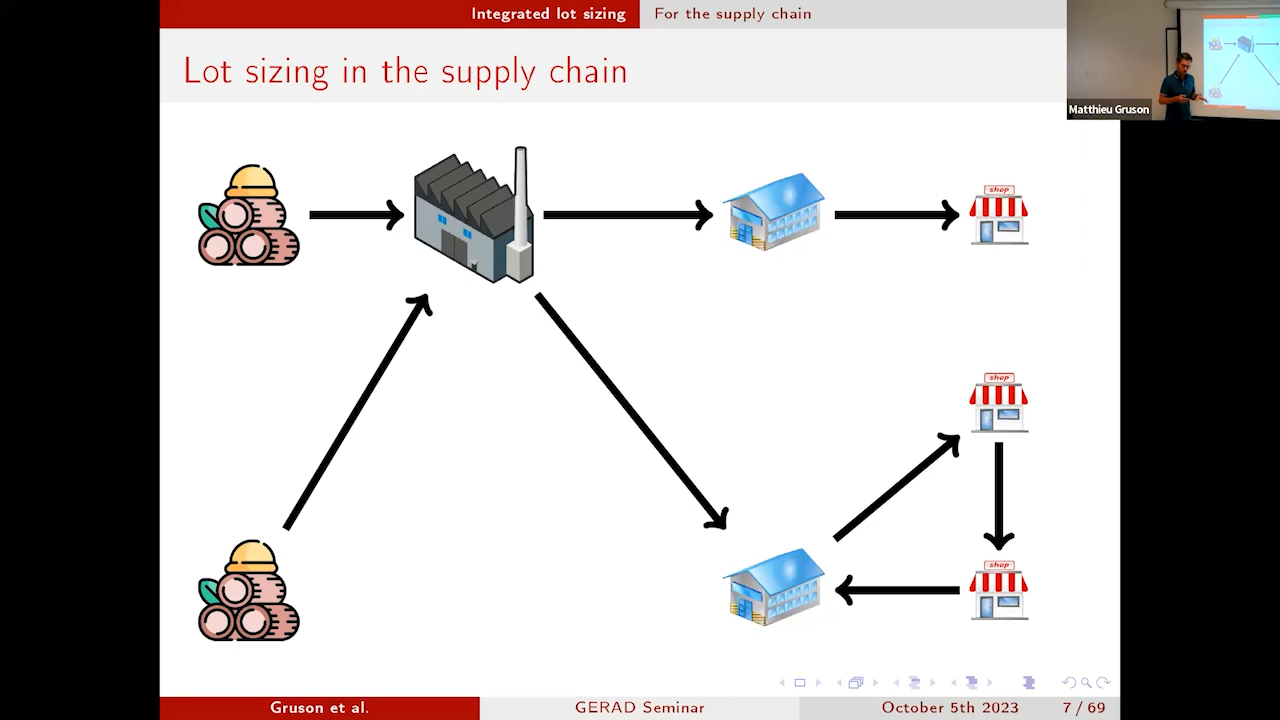 Integrated lot sizing For the supply chain
Lot sizing in the supply chain
Matthieu Gruson
shop
shop
shop
Gruson et al. GERAD Seminar October 5th 2023 7 / 69